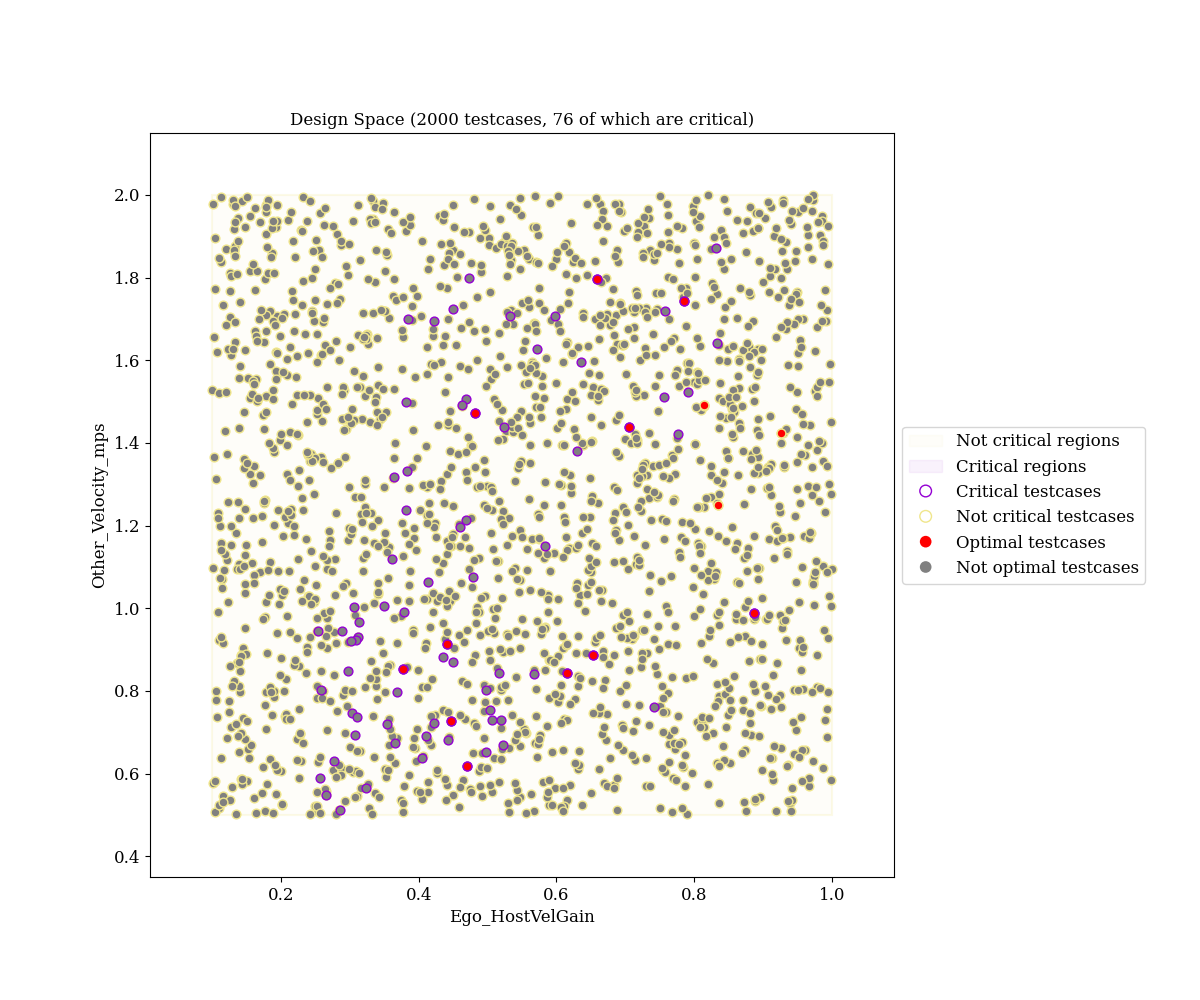 Design Space (2000 testcases, 76 of which are critical)
2.0
1.8
1.6
1.4
1.2
1.0
0.8
0.6
0.4
Other_Velocity_mps
0.2
0.4
0.6
0.8
1.0
Ego_HostVelGain
Not critical regions
Critical regions
Critical testcases
Not critical testcases
Optimal testcases
Not optimal testcases